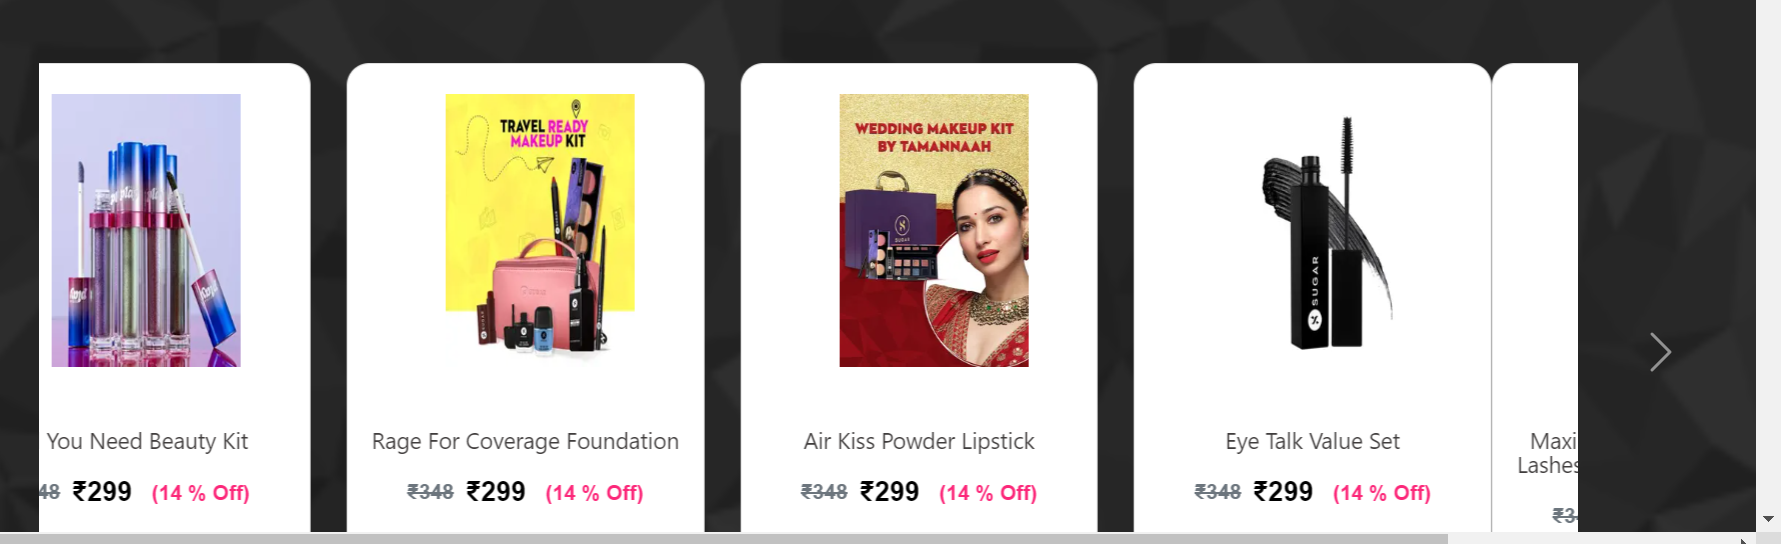 TRAVEL READY
MAKEUP KIT
WEDDING MAKEUP KIT
BY TAMANNAAH
SUGAR
SUGAR
You Need Beauty Kit
48 ₹299 (14 % Off)
Rage For Coverage Foundation
₹348 ₹299 (14 % Off)
Air Kiss Powder Lipstick
₹348 ₹299 (14 % Off)
Eye Talk Value Set
₹348 ₹299 (14 % Off)
Maxi
Lashes
₹3